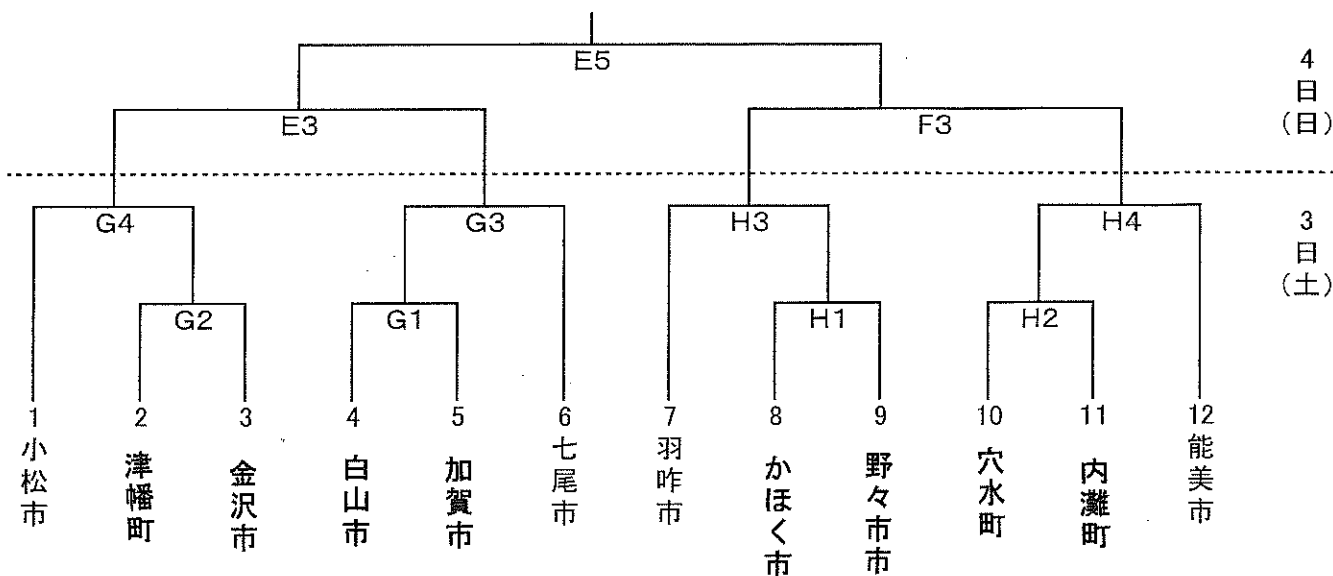 E5
4日(日)
E3
F3
G4
G3
H3
H4
3日(土)
G2
G1
H1
H2
1 小松市
2 津幡町
3 金沢市
4 白山市
5 加賀市
6 七尾市
7 羽咋市
8 かほく市
9 野々市市
10 穴水町
11 内灘町
12 能美市